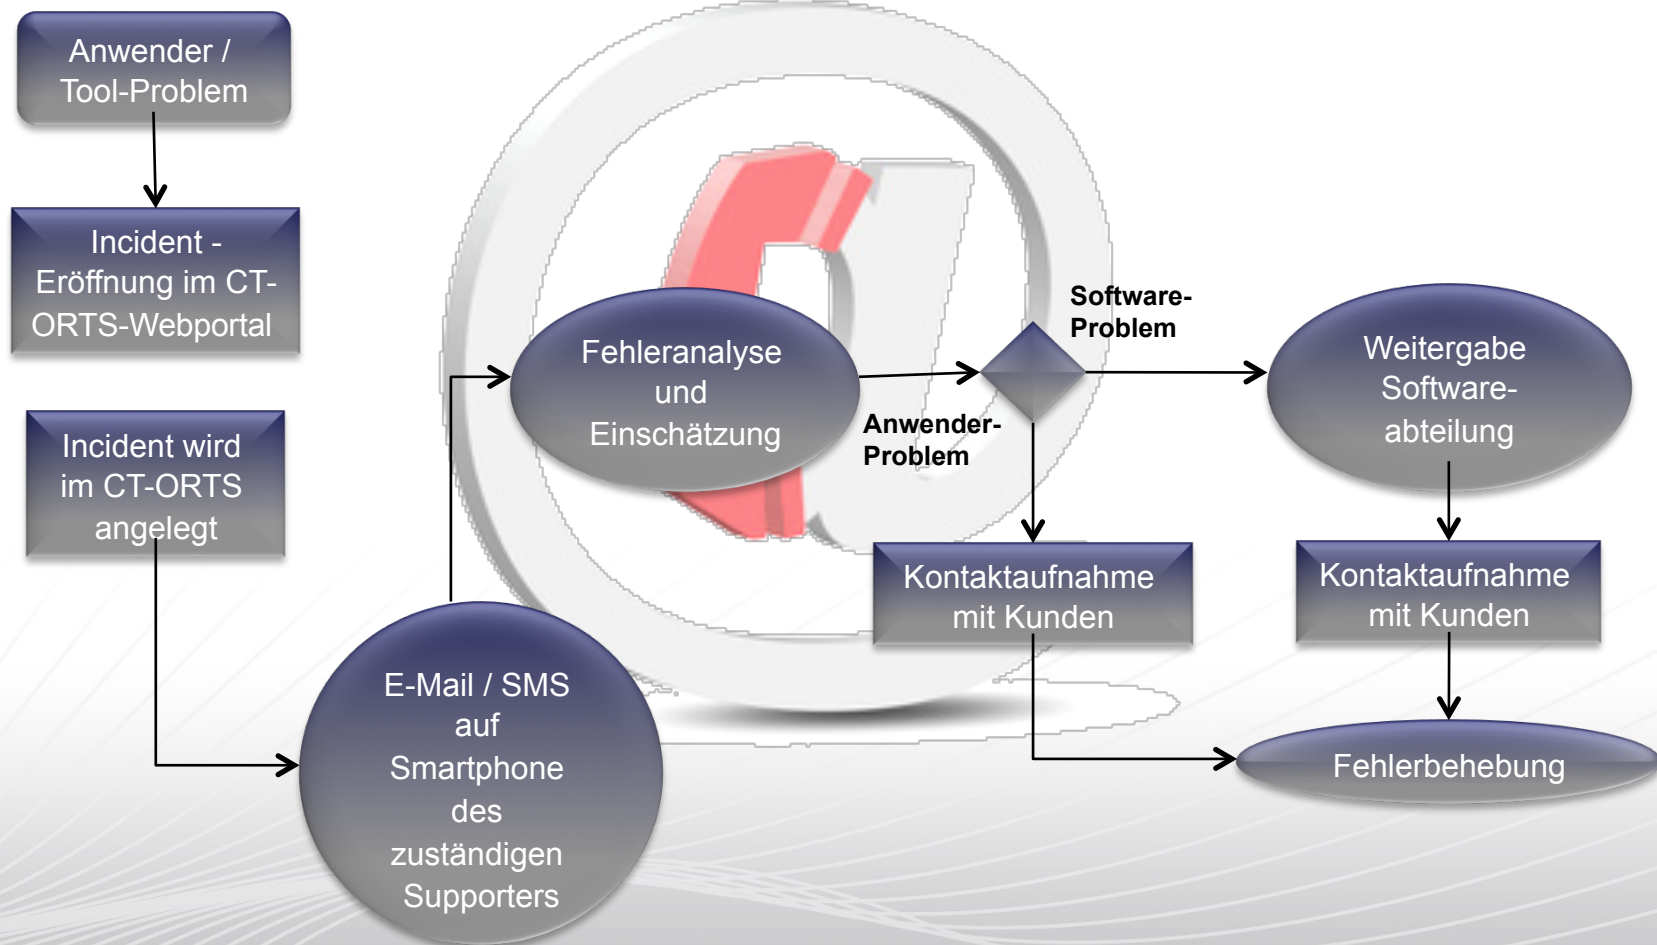 Anwender /
Tool-Problem
Incident -
Eröffnung im CT-
ORTS-Webportal
Incident wird
im CT-ORTS
angelegt
E-Mail / SMS
auf
Smartphone
des
zuständigen
Supporters
Fehleranalyse
und
Einschätzung
Anwender-
Problem
Software-
Problem
Kontaktaufnahme
mit Kunden
Weitergabe
Software-
abteilung
Kontaktaufnahme
mit Kunden
Fehlerbehebung